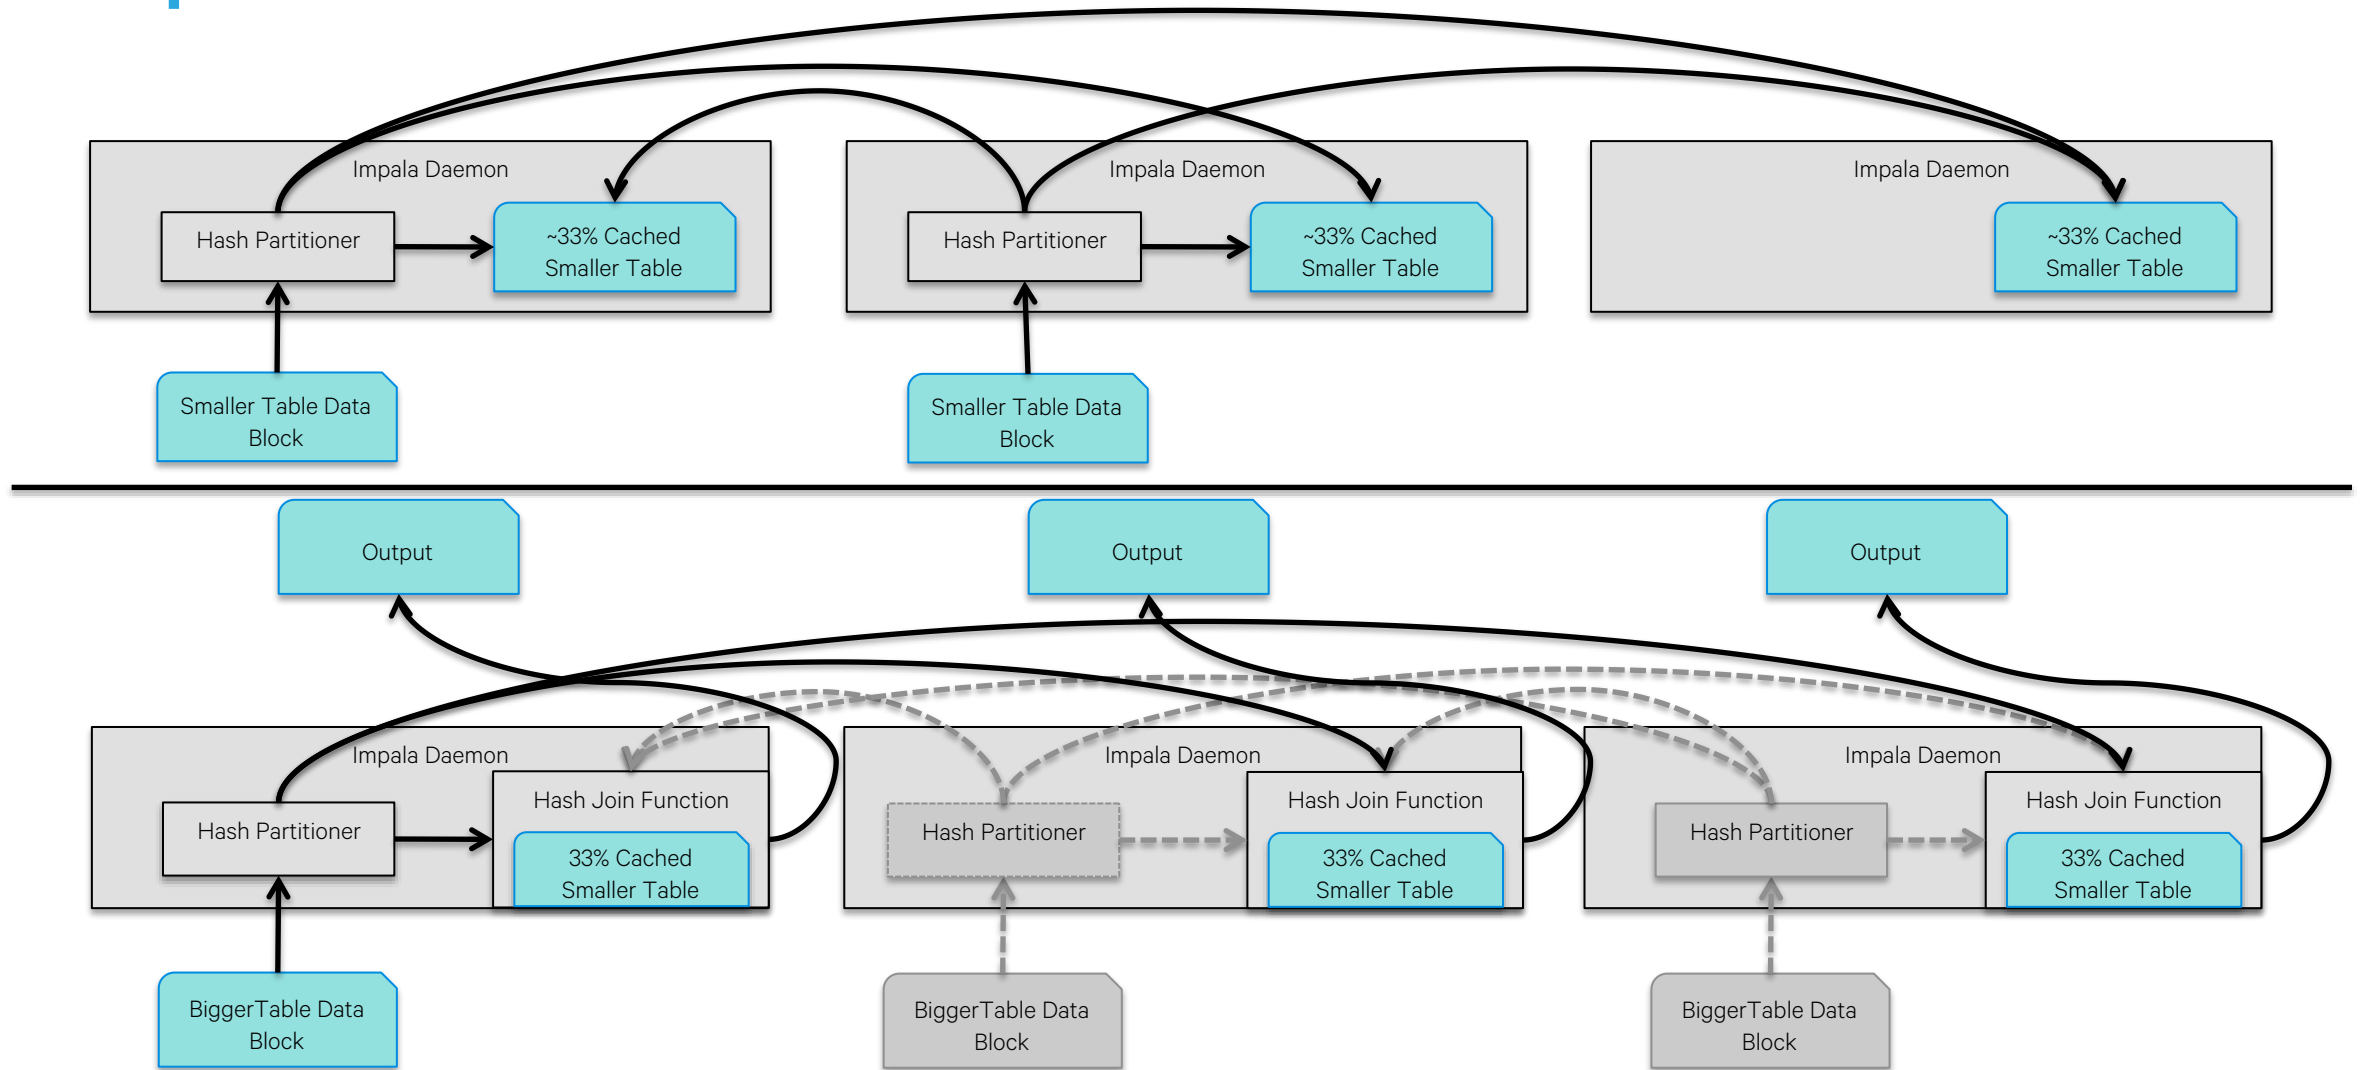 Impala Daemon
Impala Daemon
Impala Daemon
Hash Partitioner
~33% Cached
Smaller Table
Hash Partitioner
~33% Cached
Smaller Table
~33% Cached
Smaller Table
Smaller Table Data
Block
Smaller Table Data
Block
Output
Output
Output
Impala Daemon
Impala Daemon
Impala Daemon
Hash Partitioner
Hash Join Function
33% Cached
Smaller Table
Hash Partitioner
Hash Join Function
33% Cached
Smaller Table
Hash Partitioner
Hash Join Function
33% Cached
Smaller Table
BiggerTable Data
Block
BiggerTable Data
Block
BiggerTable Data
Block